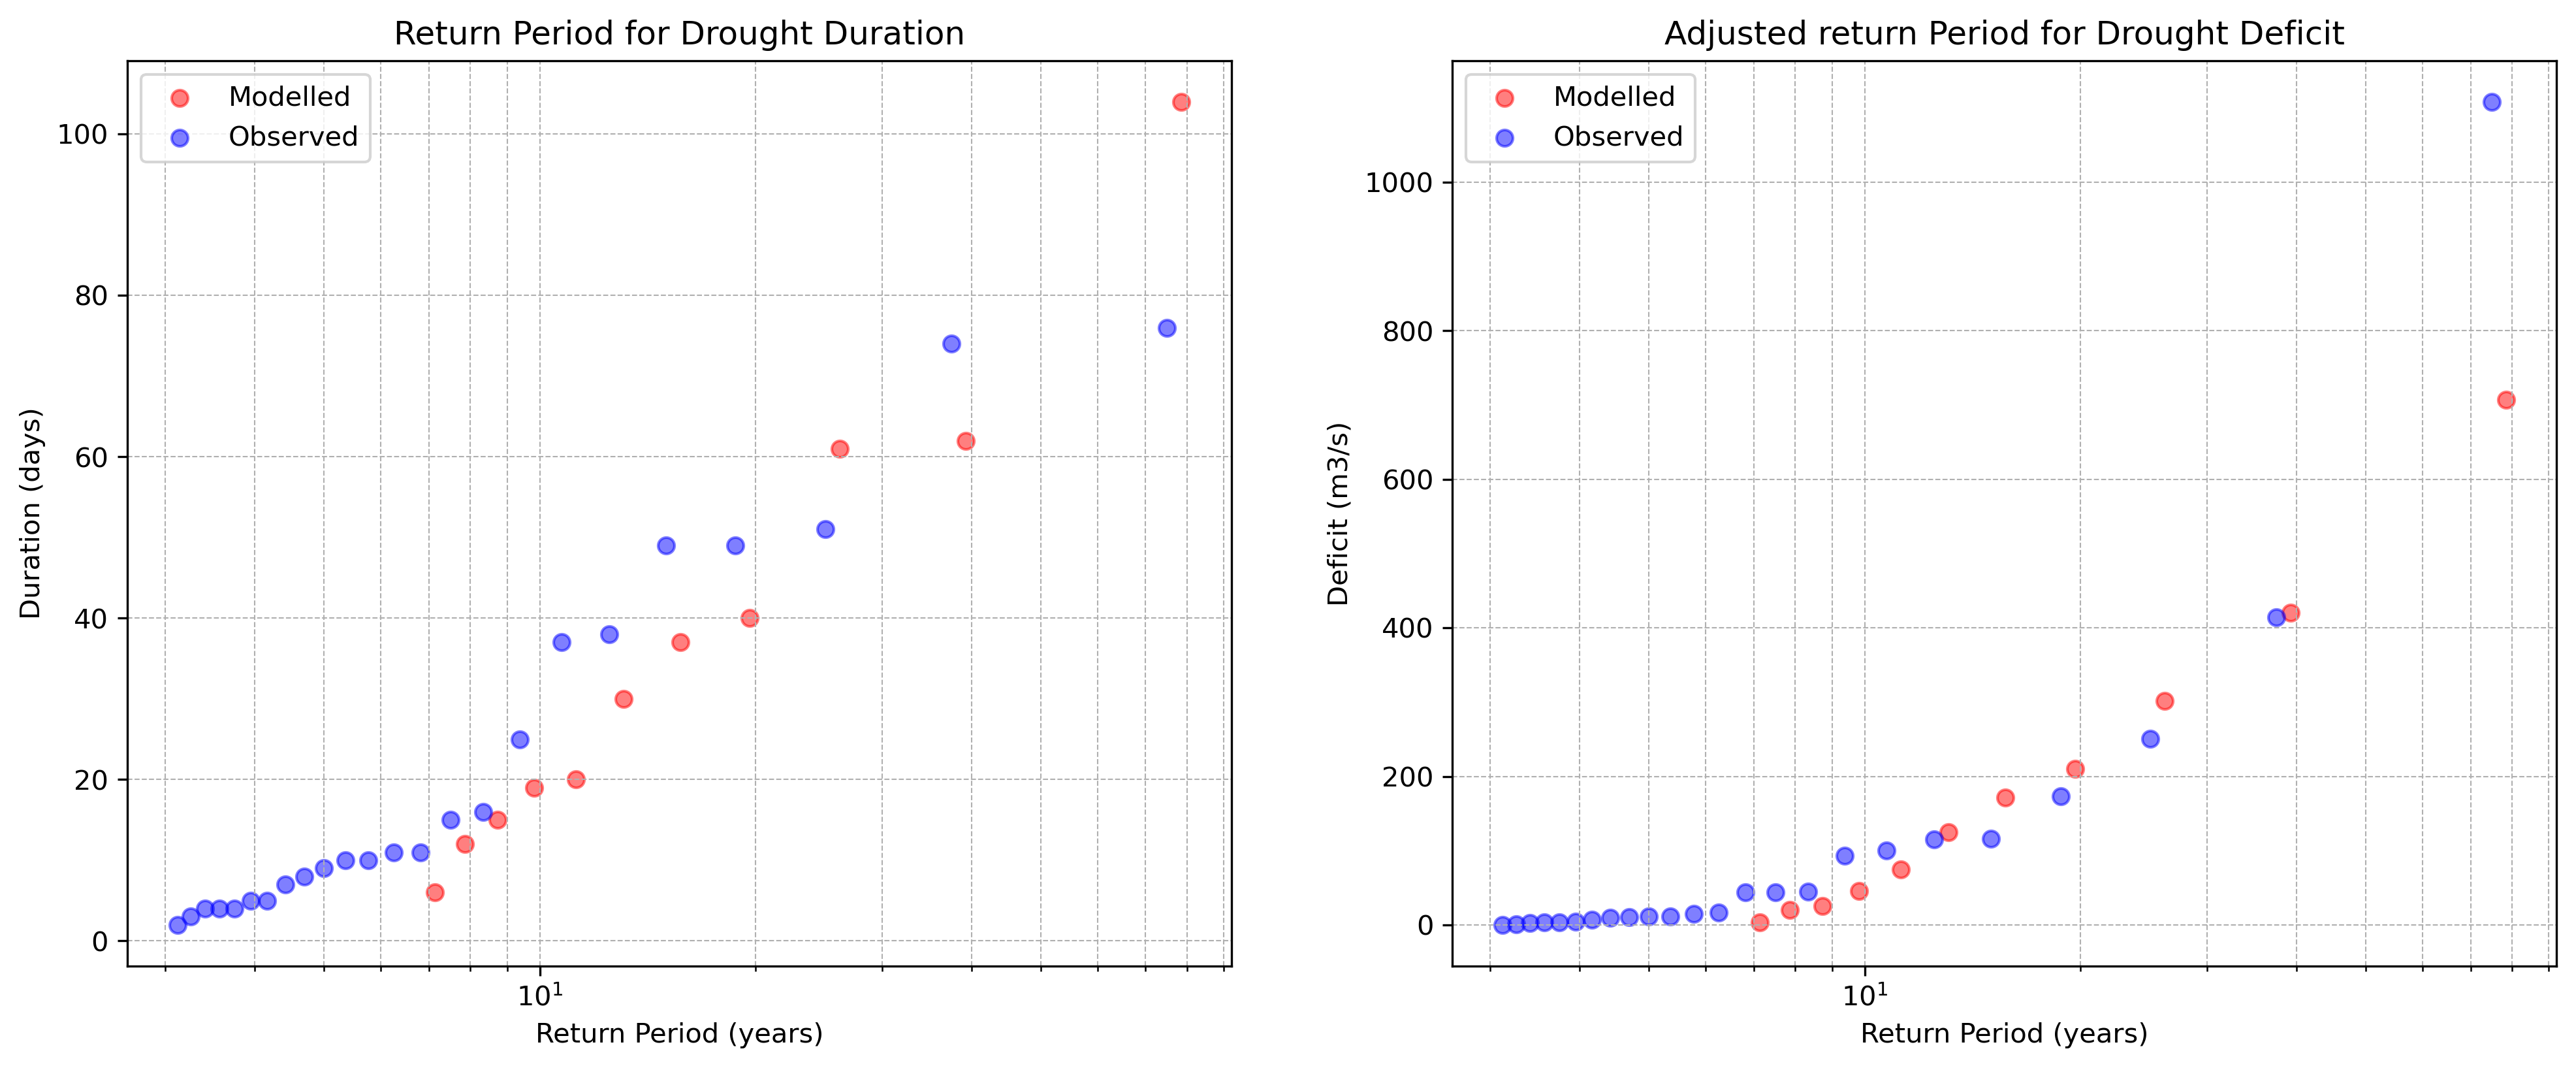 Return Period for Drought Duration
Modelled
Observed
100
80
60
40
20
0
Duration (days)
10¹
Return Period (years)
Adjusted return Period for Drought Deficit
Modelled
Observed
1000
800
600
400
200
0
Deficit (m3/s)
10¹
Return Period (years)